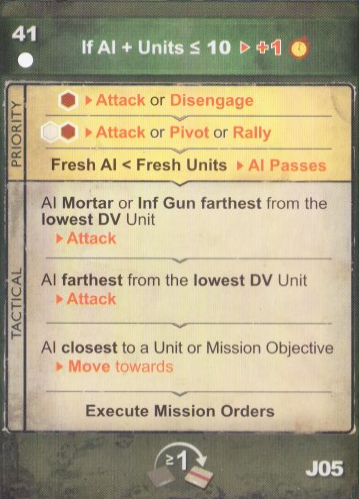 41
If AI + Units ≤ 10 ▶ +1
PRIORITY
▶ Attack or Disengage
▶ Attack or Pivot or Rally
Fresh AI < Fresh Units ▶ AI Passes
TACTICAL
AI Mortar or Inf Gun farthest from the
lowest DV Unit
▶ Attack
AI farthest from the lowest DV Unit
▶ Attack
AI closest to a Unit or Mission Objective
▶ Move towards
Execute Mission Orders
≥1
J05